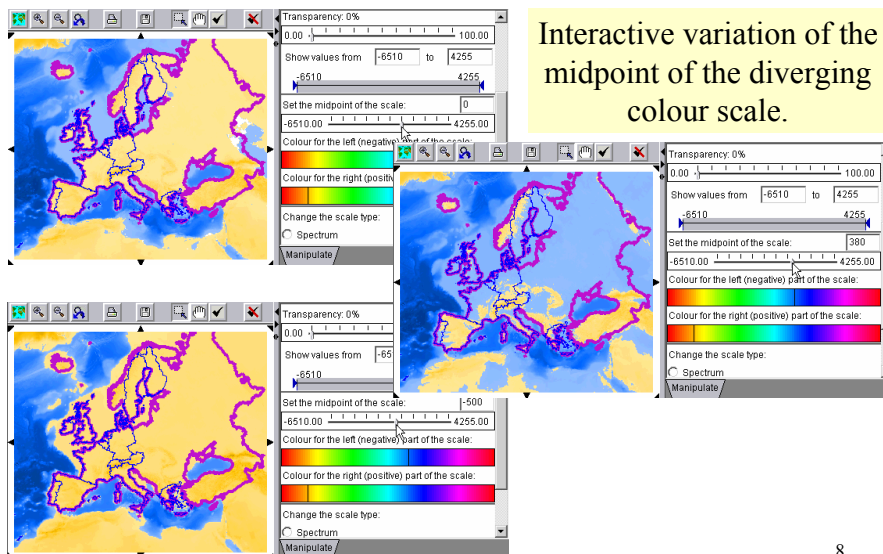 Interactive variation of the
midpoint of the diverging
colour scale.
Transparency: 0%
0.00
100.00
Show values from -6510 to 4255
-6510 4255
Set the midpoint of the scale: 0
-6510.00 4255.00
Colour for the left (negative) part of the scale:
Colour for the right (positiv
Change the scale type:
Spectrum
Manipulate
Transparency: 0%
0.00 100.00
Show values from -6510 to 4255
-6510 4255
Set the midpoint of the scale: 380
-6510.00 4255.00
Colour for the left (negative) part of the scale:
Colour for the right (positive) part of the scale:
Change the scale type:
Spectrum
Manipulate
Transparency: 0%
0.00
Show values from -65
-6510
Set the midpoint of the scale: -500
-6510.00 4255.00
Colour for the left (negative) part of the scale:
Colour for the right (positive) part of the scale:
Change the scale type:
Spectrum
Manipulate
8